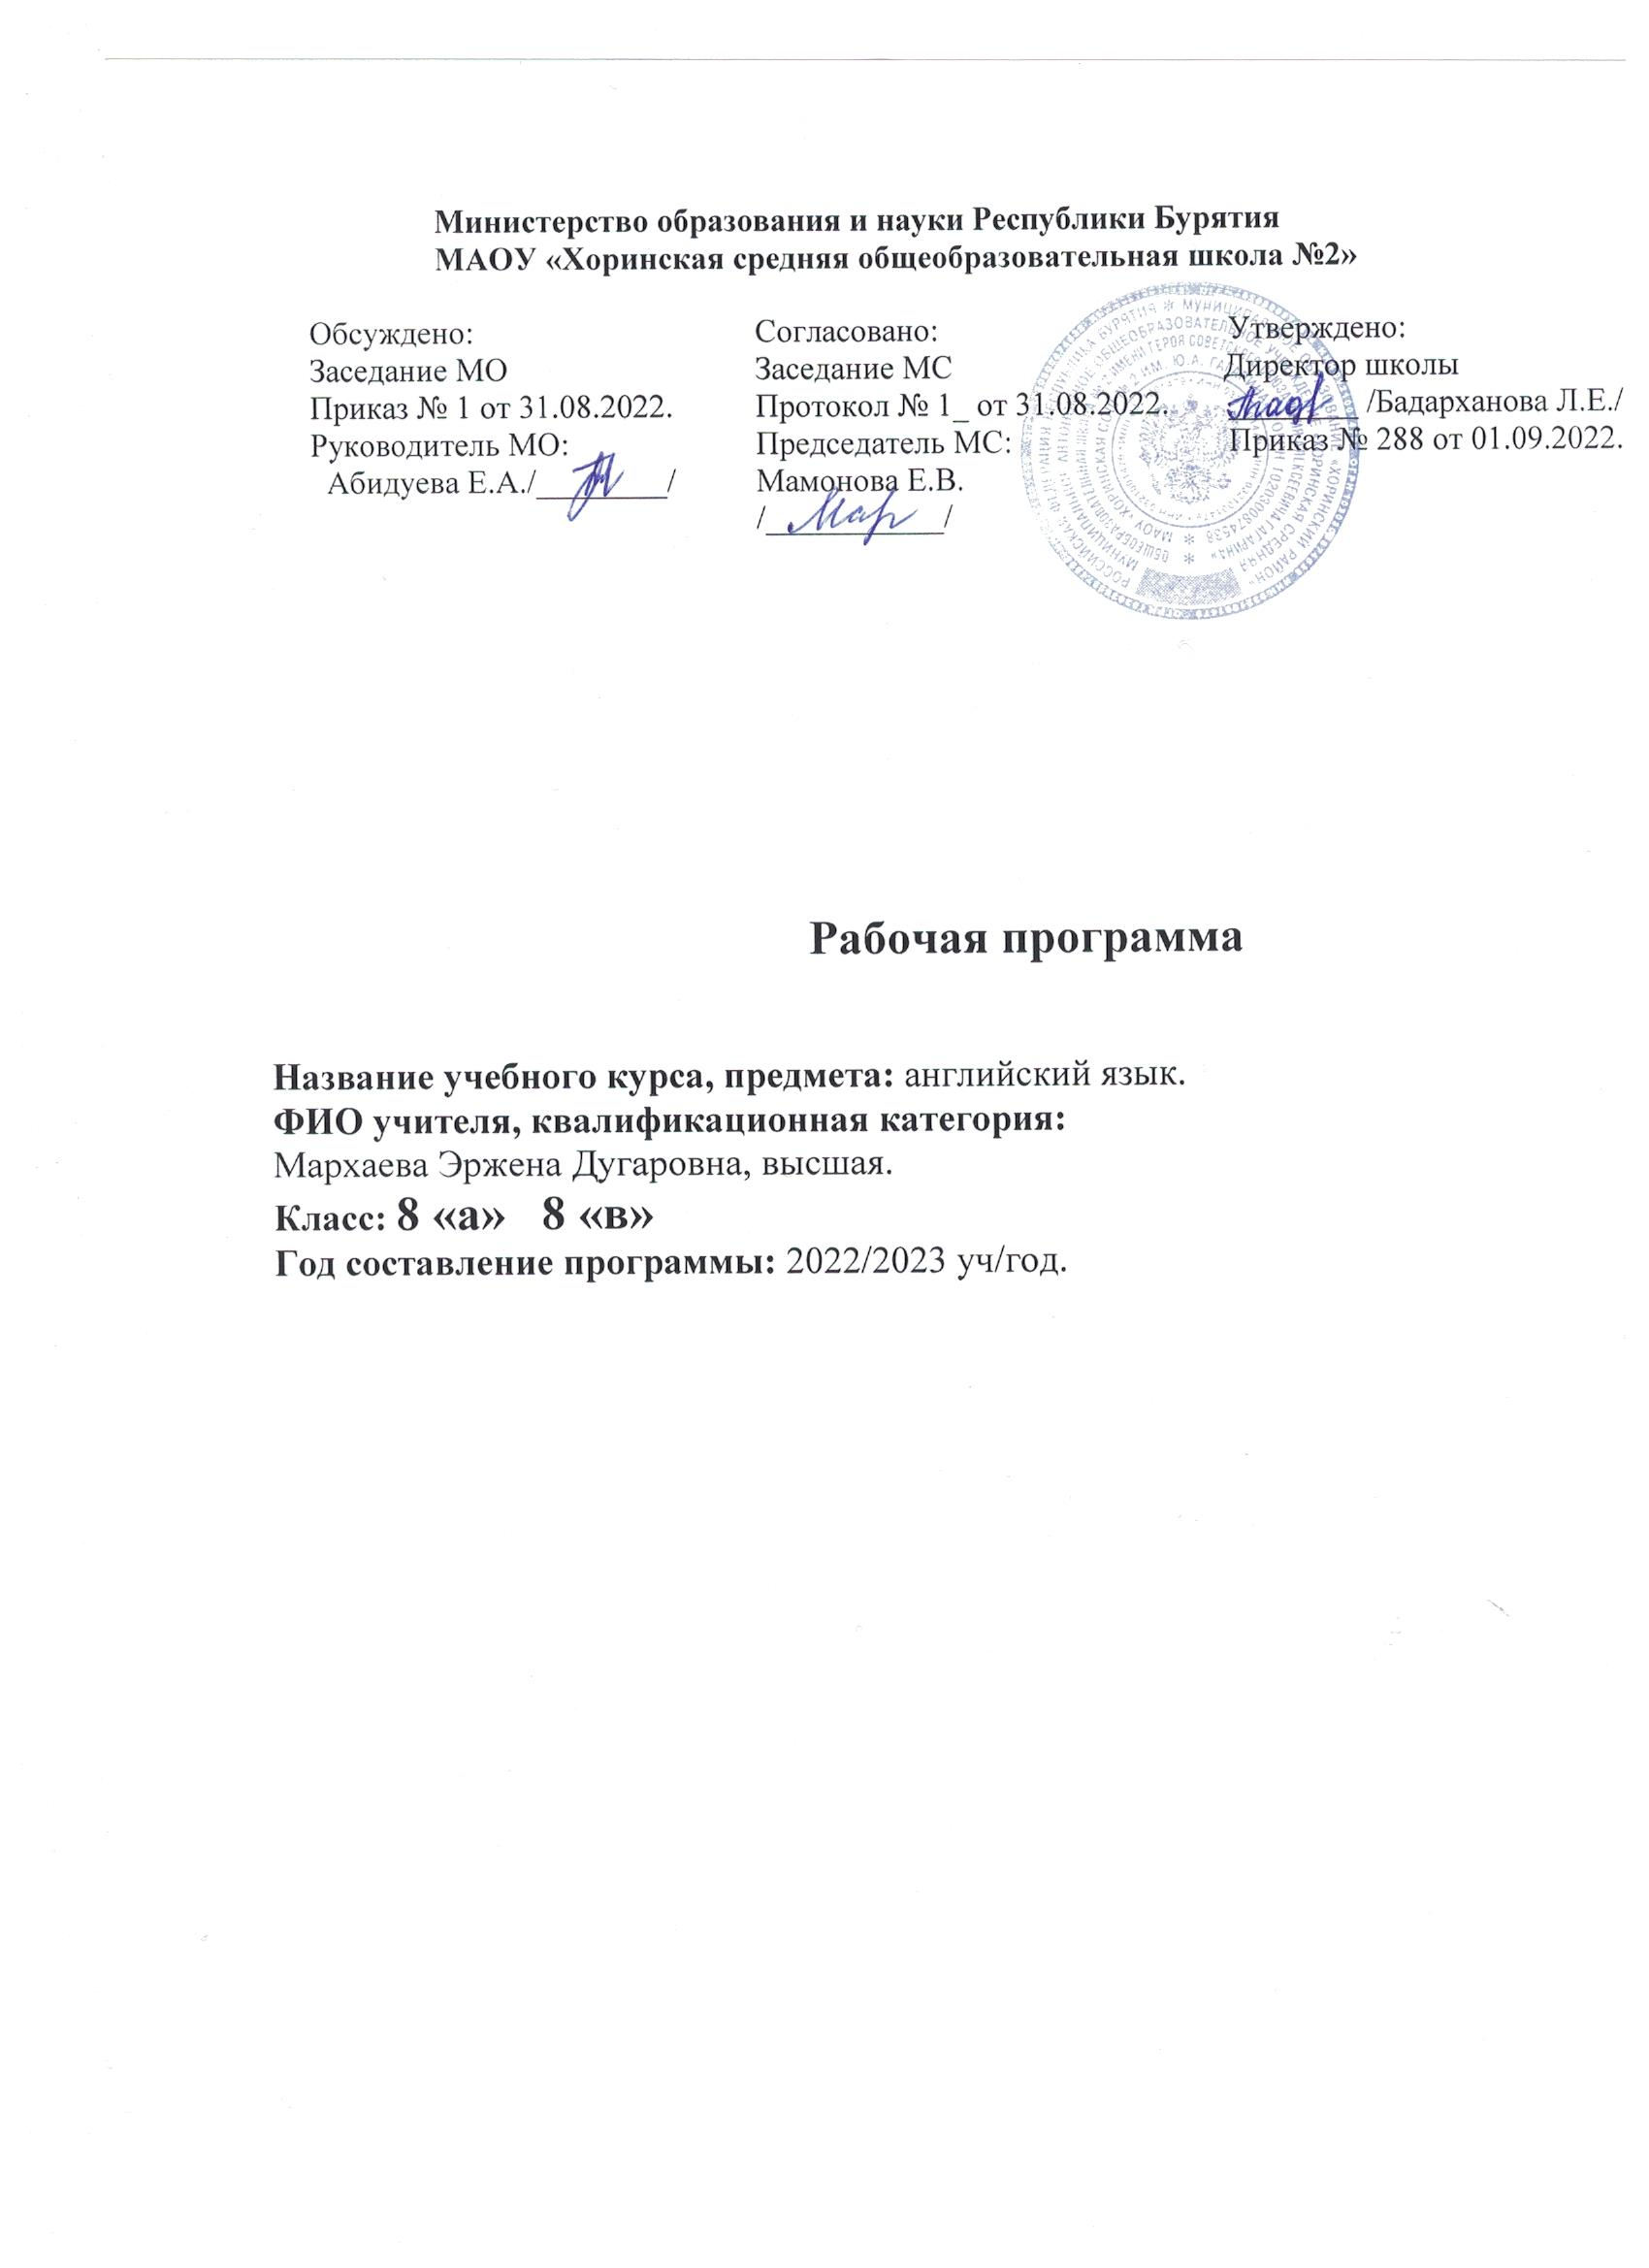 Министерство образования и науки Республики Бурятия
МАОУ «Хоринская средняя общеобразовательная школа №2»
Обсуждено:
Заседание МО
Приказ № 1 от 31.08.2022.
Руководитель МО:
Абидуева Е.А./________/
Согласовано:
Заседание МС
Протокол № 1_ от 31.08.2022.
Председатель МС:
Мамонова Е.В.
/___________/
Утверждено:
Директор школы
________ /Бадарханова Л.Е./
Приказ № 288 от 01.09.2022.
Рабочая программа
Название учебного курса, предмета: английский язык.
ФИО учителя, квалификационная категория:
Мархаева Эржена Дугаровна, высшая.
Класс: 8 «а» 8 «в»
Год составление программы: 2022/2023 уч/год.